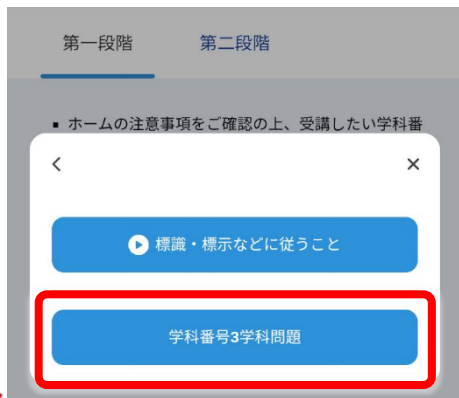 第一段階 第二段階
▪ ホームの注意事項をご確認の上、受講したい学科番
標識・標示などに従うこと
学科番号3学科問題